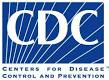 CDC
CENTERS FOR DISEASE
CONTROL AND PREVENTION